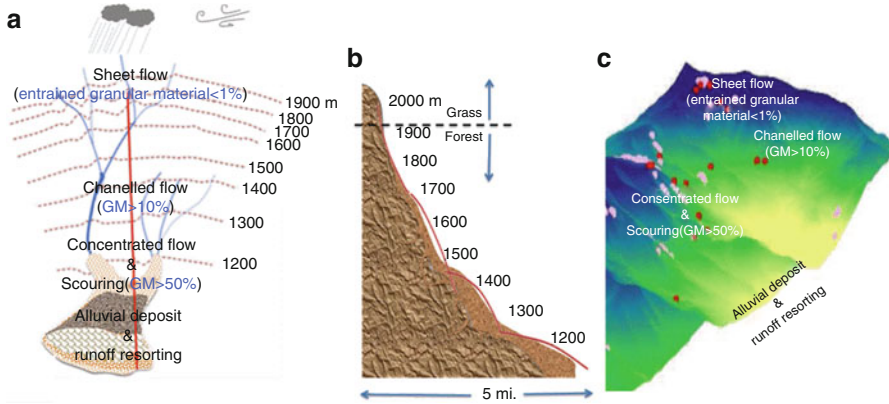 a
Sheet flow
(entrained granular material<1%)
1900 m
1800
1700
1600
1500
1400
Chanelled flow
(GM>10%)
1300
Concentrated flow
&
Scouring(GM>50%)
1200
Alluvial deposit
&
runoff resorting
b
2000 m
Grass
Forest
1900
1800
1700
1600
1500
1400
1300
1200
5 mi.
c
Sheet flow
(entrained granular
material<1%)
Chanelled flow
(GM>10%)
Consentrated flow
&
Scouring(GM>50%)
Alluvial deposit
&
runoff resorting